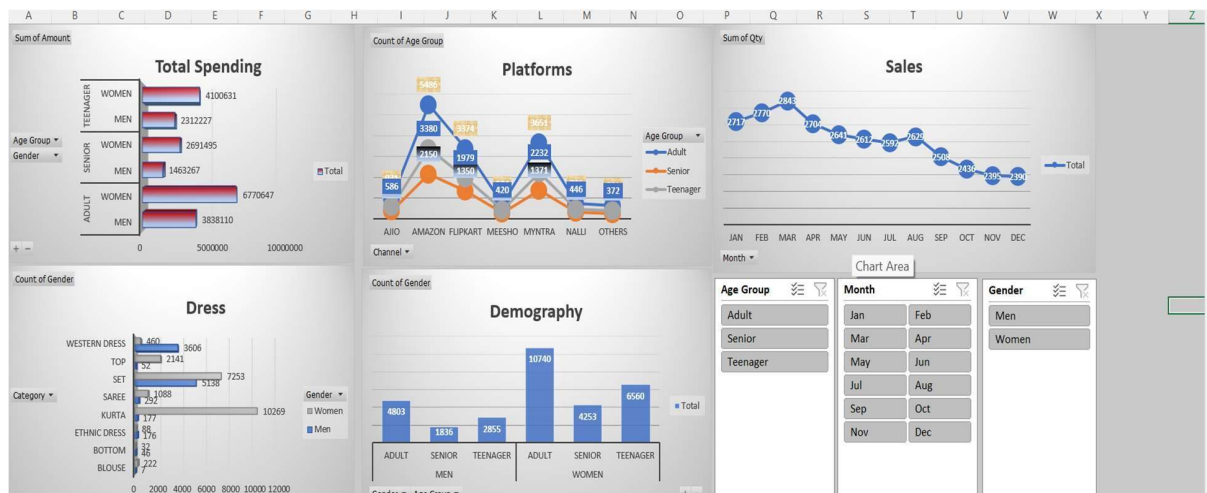 A B C D E F G H I J K L M N O P Q R S T U V W X Y Z
Sum of Amount
Total Spending
TEENAGER
WOMEN 4100631
MEN 2312227
SENIOR
WOMEN 2691495
MEN 1463267
ADULT
WOMEN 6770647
MEN 3838110
0 5000000 10000000
Age Group
Gender
Total
Count of Age Group
Platforms
5486
3380
2150
3374
1979
1350
3651
2232
1371
586
420
446
372
AJIO AMAZON FLIPKART MEESHO MYNTRA NALLI OTHERS
Age Group
Adult
Senior
Teenager
Channel
Sum of Qty
Sales
2717 2770 2843 2704 2641 2612 2592 2629 2508 2436 2395 2390
Total
JAN FEB MAR APR MAY JUN JUL AUG SEP OCT NOV DEC
Month
Chart Area
Count of Gender
Dress
WESTERN DRESS 460
3606
TOP 2141
52
SET 7253
5138
SAREE 1088
292
KURTA 10269
177
ETHNIC DRESS 88
176
BOTTOM 32
46
BLOUSE 222
7
0 2000 4000 6000 8000 10000 12000
Category
Gender
Women
Men
Count of Gender
Demography
4803 1836 2855 10740 4253 6560
ADULT SENIOR TEENAGER ADULT SENIOR TEENAGER
MEN WOMEN
Total
Gender Age Group
Age Group
Adult
Senior
Teenager
Month
Jan Feb
Mar Apr
May Jun
Jul Aug
Sep Oct
Nov Dec
Gender
Men
Women